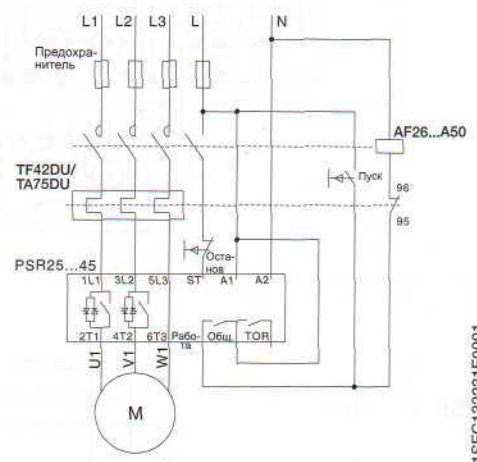 L1 L2 L3 L N
Предохра-
нитель
AF26...A50
TF42DU/
TA75DU
Пуск
96
95
Оста-
нов
PSR25...45
1L1 3L2 5L3 ST A1 A2
2T1 4T2 6T3 Рабо-
та Общ. TOR
U1
V1
W1
M